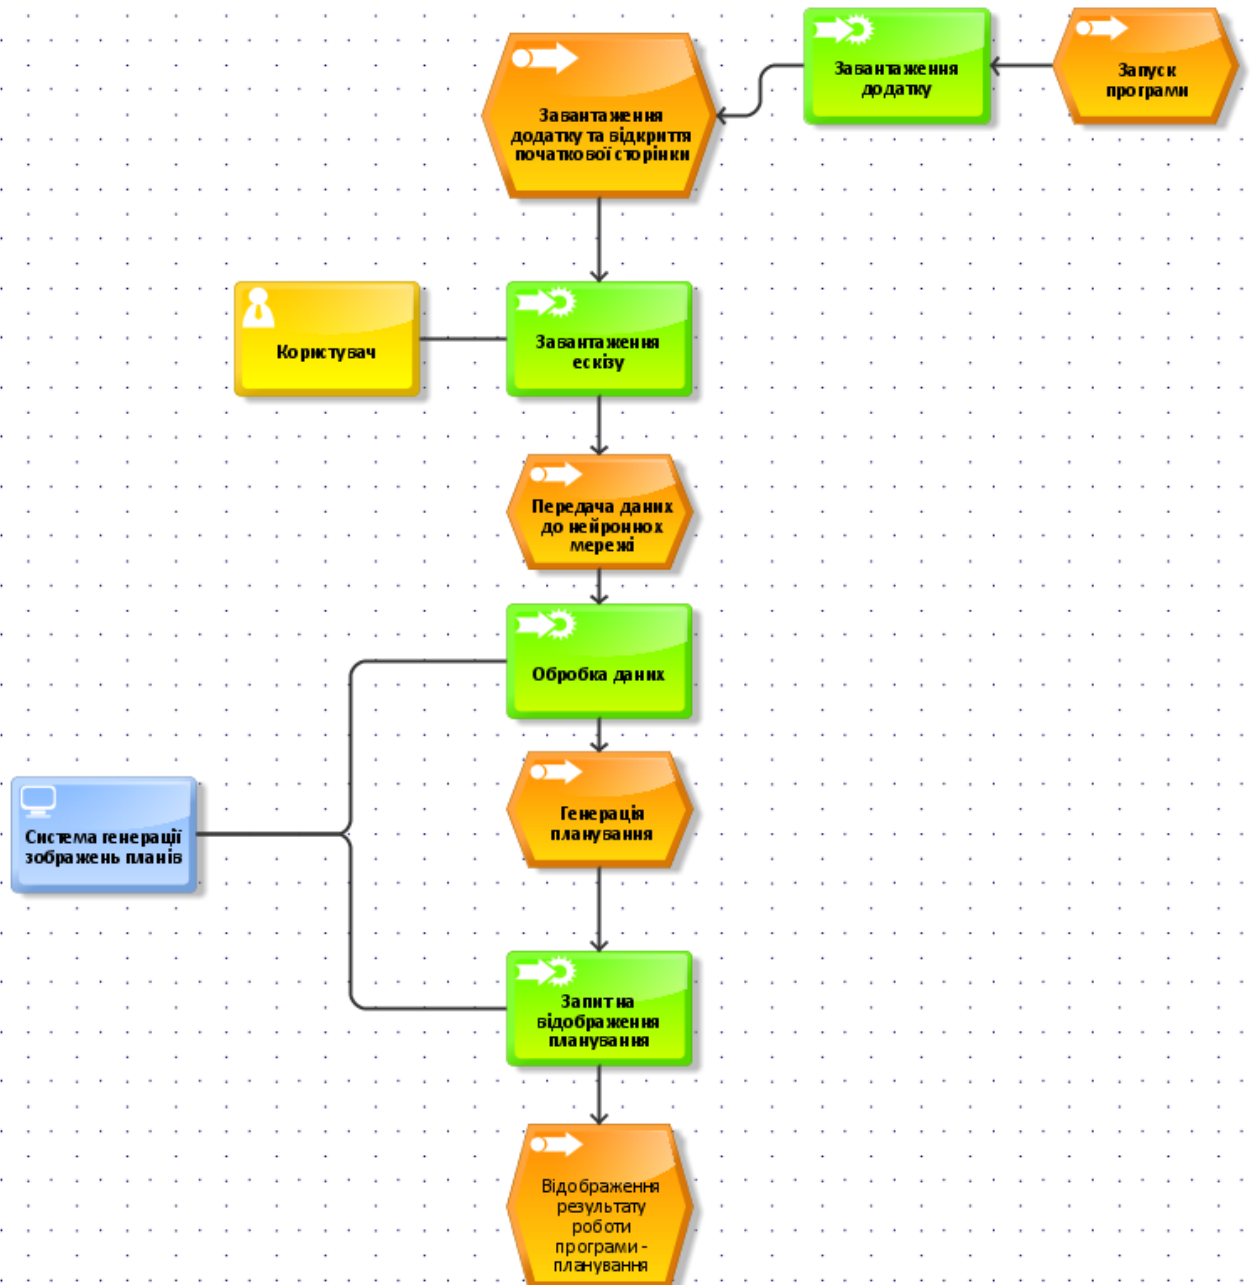 Запуск
програми
Завантаження
додатку
Завантаження
додатку та відкриття
початкової сторінки
Користувач
Завантаження
ескізу
Передача даних
до нейроннох
мережі
Обробка даних
Генерація
планування
Система генерації
зображень планів
Запит на
відображення
планування
Відображення
результату
роботи
програми -
планування